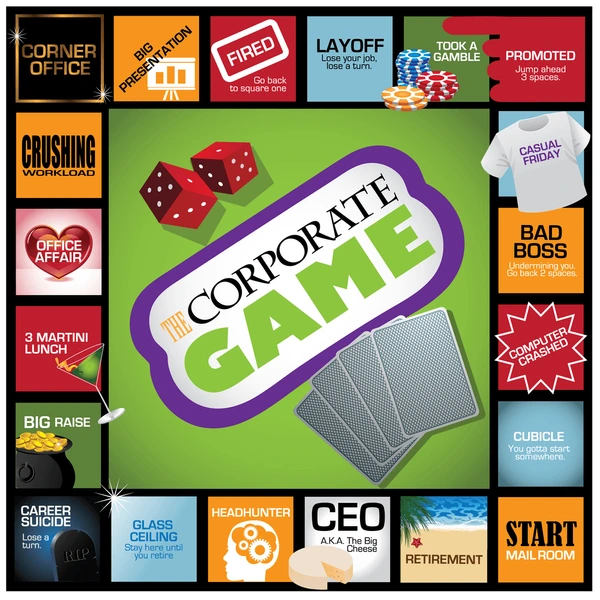 CORNER
OFFICE
BIG
PRESENTATION
FIRED
Go back
to square one
LAYOFF
Lose your job,
lose a turn.
TOOK A
GAMBLE
PROMOTED
Jump ahead
3 spaces.
CRUSHING
WORKLOAD
CASUAL
FRIDAY
OFFICE
AFFAIR
BAD
BOSS
Undermining you.
Go back 2 spaces.
THE CORPORATE
GAME
3 MARTINI
LUNCH
COMPUTER
CRASHED
BIG RAISE
CUBICLE
You gotta start
somewhere.
CAREER
SUICIDE
Lose a
turn.
RIP
GLASS
CEILING
Stay here until
you retire
HEADHUNTER
CEO
A.K.A. The Big
Cheese
RETIREMENT
START
MAIL ROOM